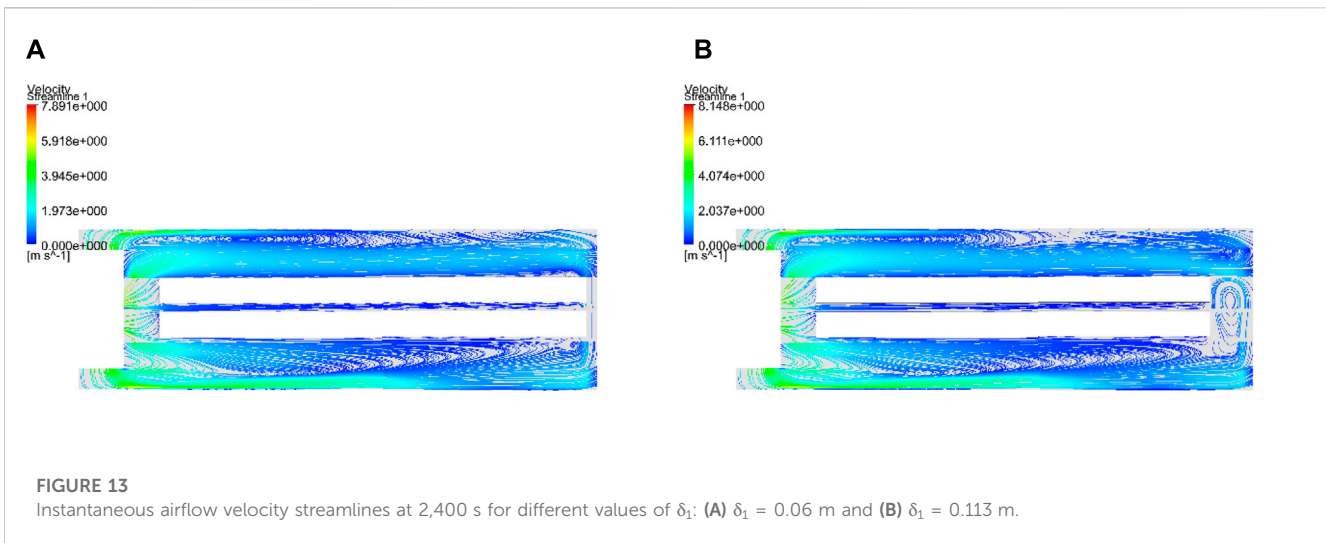 A
Velocity
Streamline 1
7.891e+000
5.918e+000
3.945e+000
1.973e+000
0.000e+000
[m s^-1]
B
Velocity
Streamline 1
8.148e+000
6.111e+000
4.074e+000
2.037e+000
0.000e+000
[m s^-1]
FIGURE 13
Instantaneous airflow velocity streamlines at 2,400 s for different values of δ₁: (A) δ₁ = 0.06 m and (B) δ₁ = 0.113 m.